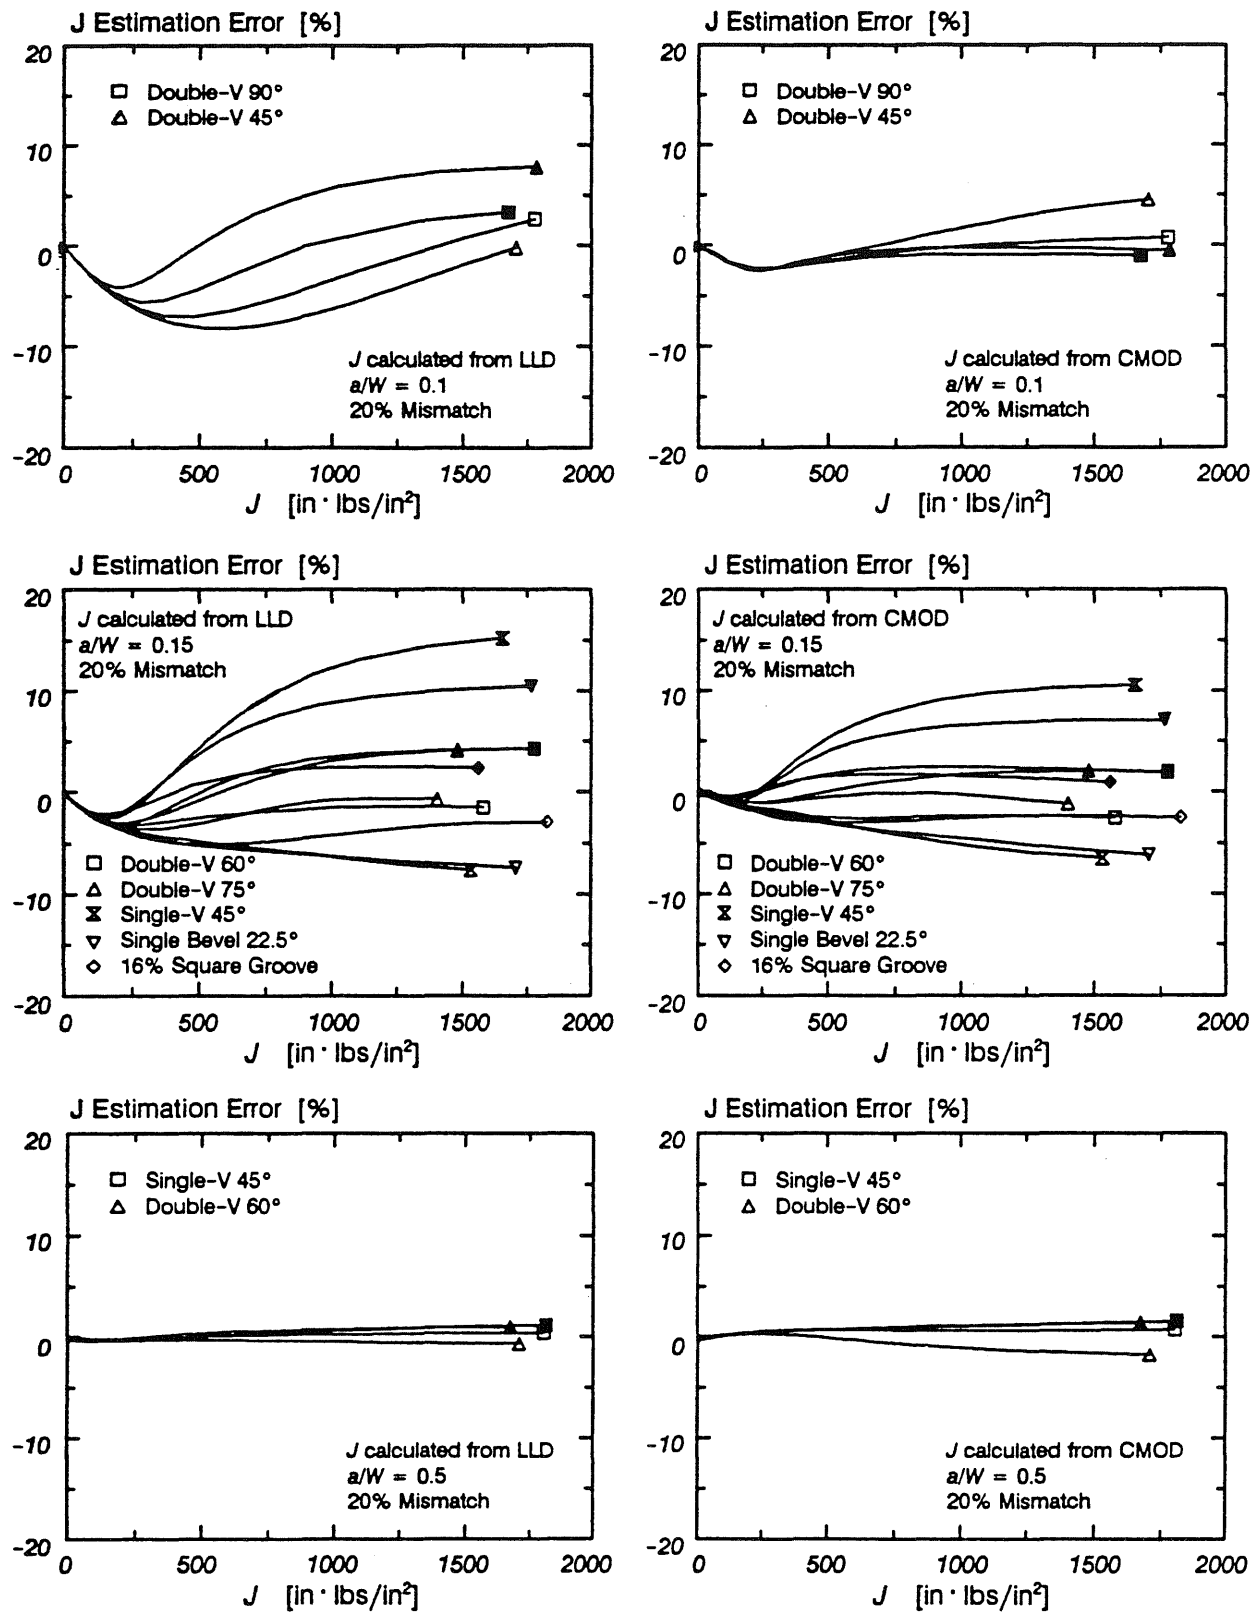 J Estimation Error [%]
20
10
0
-10
-20
□ Double-V 90°
△ Double-V 45°
J calculated from LLD
a/W = 0.1
20% Mismatch
0 500 1000 1500 2000
J [in · lbs/in²]
J Estimation Error [%]
20
10
0
-10
-20
□ Double-V 90°
△ Double-V 45°
J calculated from CMOD
a/W = 0.1
20% Mismatch
0 500 1000 1500 2000
J [in · lbs/in²]
J Estimation Error [%]
20
10
0
-10
-20
J calculated from LLD
a/W = 0.15
20% Mismatch
□ Double-V 60°
△ Double-V 75°
⧗ Single-V 45°
▽ Single Bevel 22.5°
◇ 16% Square Groove
0 500 1000 1500 2000
J [in · lbs/in²]
J Estimation Error [%]
20
10
0
-10
-20
J calculated from CMOD
a/W = 0.15
20% Mismatch
□ Double-V 60°
△ Double-V 75°
⧗ Single-V 45°
▽ Single Bevel 22.5°
◇ 16% Square Groove
0 500 1000 1500 2000
J [in · lbs/in²]
J Estimation Error [%]
20
10
0
-10
-20
□ Single-V 45°
△ Double-V 60°
J calculated from LLD
a/W = 0.5
20% Mismatch
0 500 1000 1500 2000
J [in · lbs/in²]
J Estimation Error [%]
20
10
0
-10
-20
□ Single-V 45°
△ Double-V 60°
J calculated from CMOD
a/W = 0.5
20% Mismatch
0 500 1000 1500 2000
J [in · lbs/in²]